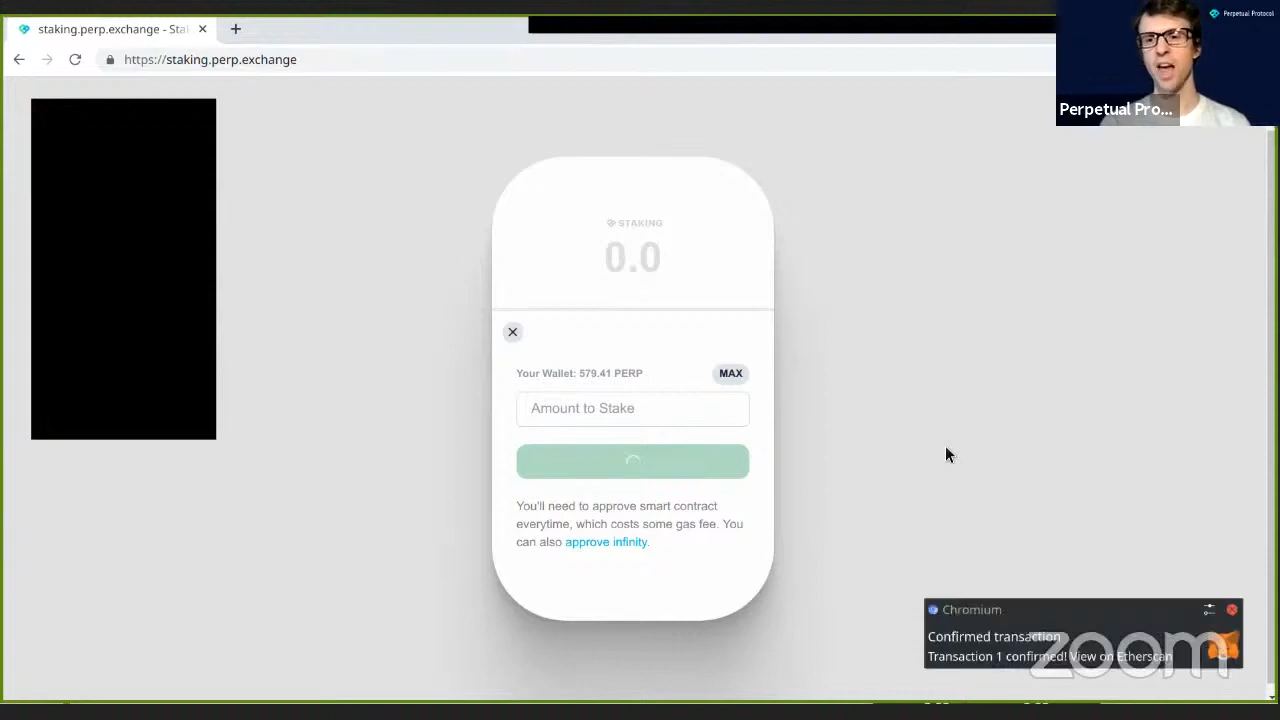 staking.perp.exchange - Sta
https://staking.perp.exchange
Perpetual Protocol
Perpetual Pro...
STAKING
0.0
Your Wallet: 579.41 PERP
MAX
Amount to Stake
You'll need to approve smart contract
everytime, which costs some gas fee. You
can also approve infinity.
Chromium
Confirmed transaction
Transaction 1 confirmed! View on Etherscan
zoom